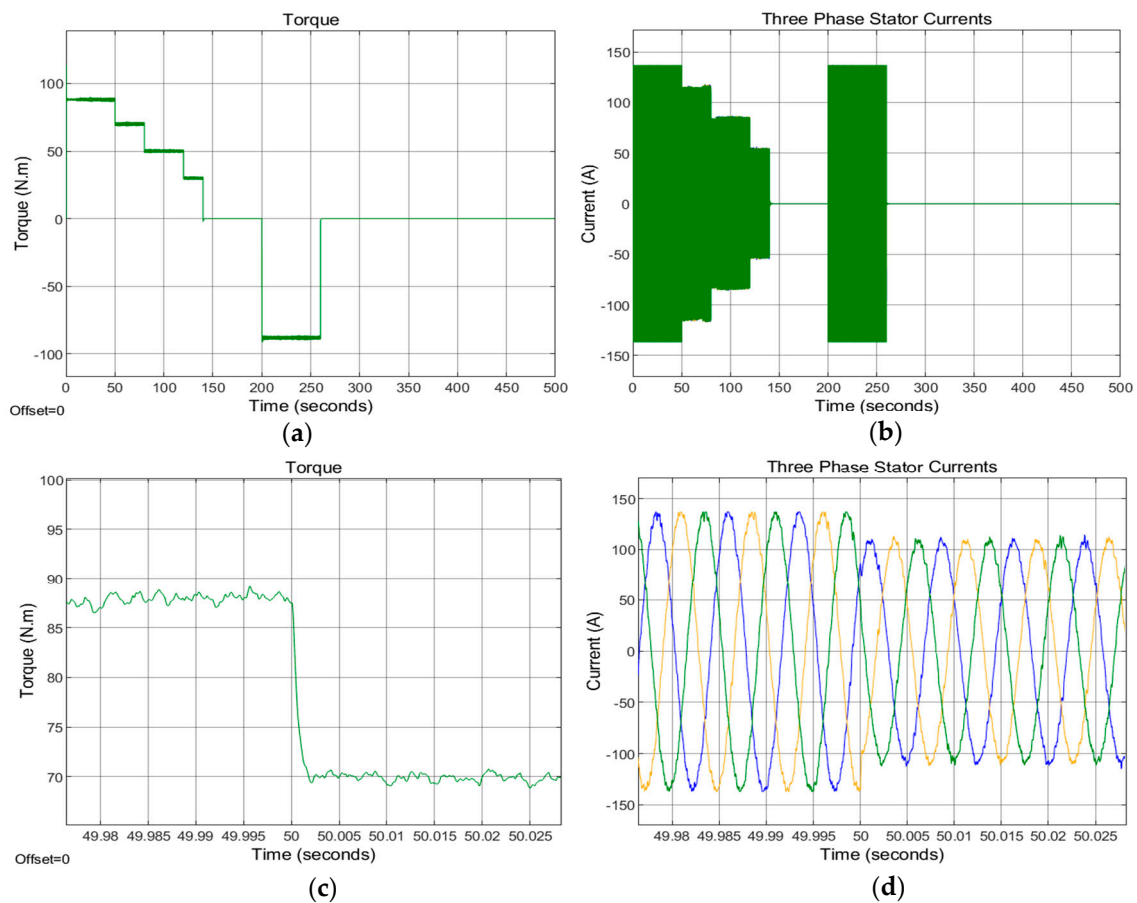 Torque
Torque (N.m)
100
50
0
-50
-100
0 50 100 150 200 250 300 350 400 450 500
Time (seconds)
Offset=0
(a)
Three Phase Stator Currents
Current (A)
150
100
50
0
-50
-100
-150
0 50 100 150 200 250 300 350 400 450 500
Time (seconds)
(b)
Torque
Torque (N.m)
100
95
90
85
80
75
70
49.98 49.985 49.99 49.995 50 50.005 50.01 50.015 50.02 50.025
Time (seconds)
Offset=0
(c)
Three Phase Stator Currents
Current (A)
150
100
50
0
-50
-100
-150
49.98 49.985 49.99 49.995 50 50.005 50.01 50.015 50.02 50.025
Time (seconds)
(d)